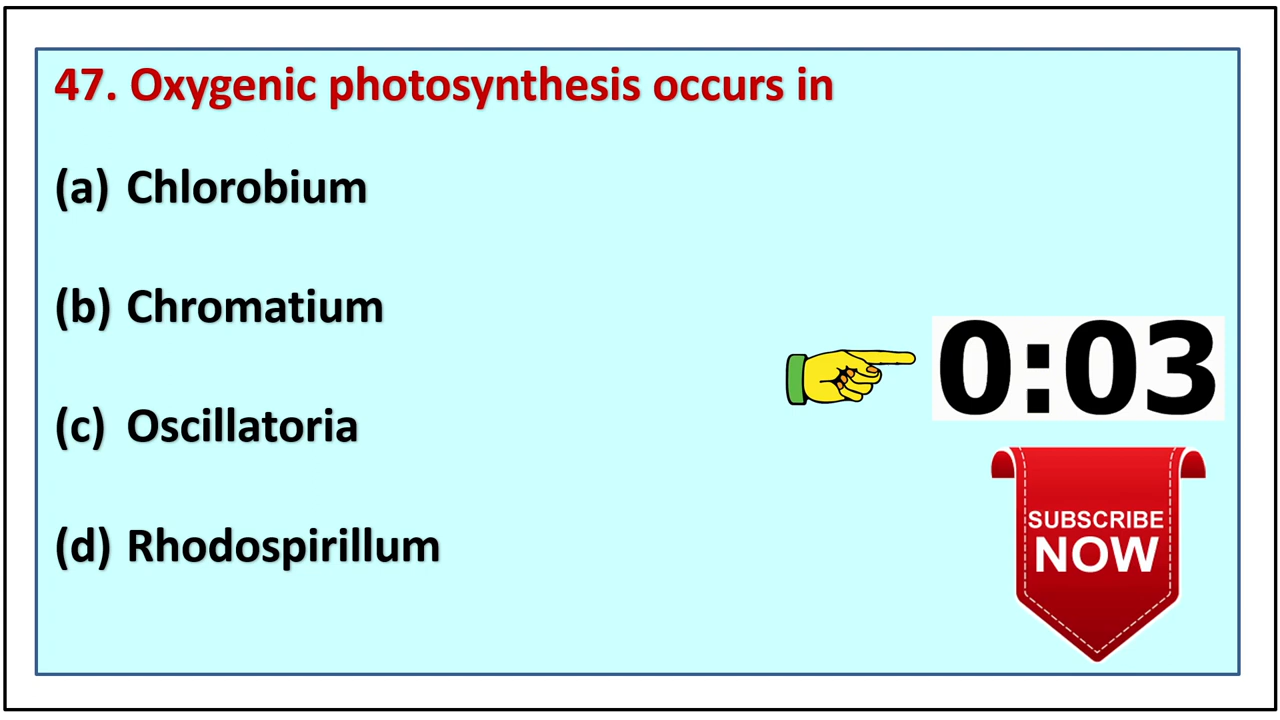 47. Oxygenic photosynthesis occurs in
(a) Chlorobium
(b) Chromatium
0:03
(c) Oscillatoria
SUBSCRIBE
NOW
(d) Rhodospirillum